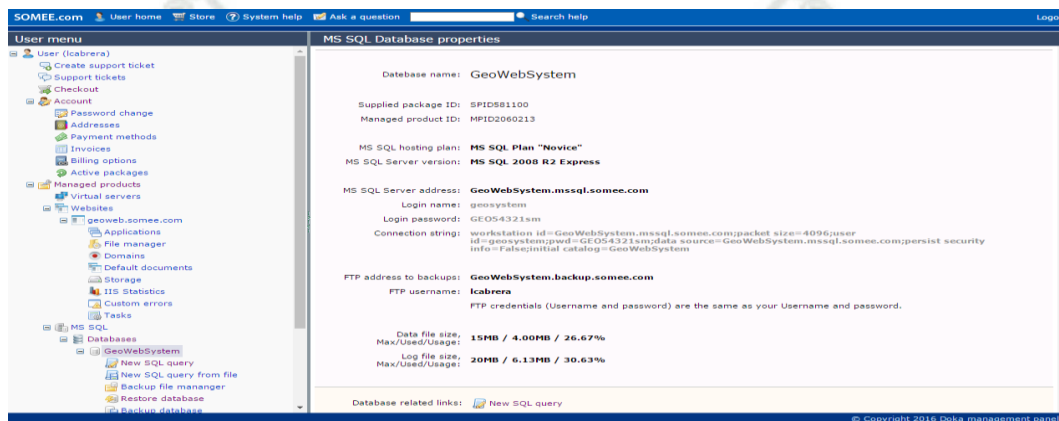 SOMEE.com User home Store System help Ask a question Search help Logo
User menu
User (lcabrera)
Create support ticket
Support tickets
Checkout
Account
Password change
Addresses
Payment methods
Invoices
Billing options
Active packages
Managed products
Virtual servers
Websites
geoweb.somee.com
Applications
File manager
Domains
Default documents
Storage
IIS Statistics
Custom errors
Tasks
MS SQL
Databases
GeoWebSystem
New SQL query
New SQL query from file
Backup file mananger
Restore database
Backup database
MS SQL Database properties
Datebase name: GeoWebSystem
Supplied package ID: SPID581100
Managed product ID: MPID2060213
MS SQL hosting plan: MS SQL Plan "Novice"
MS SQL Server version: MS SQL 2008 R2 Express
MS SQL Server address: GeoWebSystem.mssql.somee.com
Login name: geosystem
Login password: GEO54321sm
Connection string: workstation id=GeoWebSystem.mssql.somee.com;packet size=4096;user
id=geosystem;pwd=GEO54321sm;data source=GeoWebSystem.mssql.somee.com;persist security
info=False;initial catalog=GeoWebSystem
FTP address to backups: GeoWebSystem.backup.somee.com
FTP username: lcabrera
FTP credentials (Username and password) are the same as your Username and password.
Data file size,
Max/Used/Usage: 15MB / 4.00MB / 26.67%
Log file size,
Max/Used/Usage: 20MB / 6.13MB / 30.63%
Database related links: New SQL query
© Copyright 2016 Doka management panel